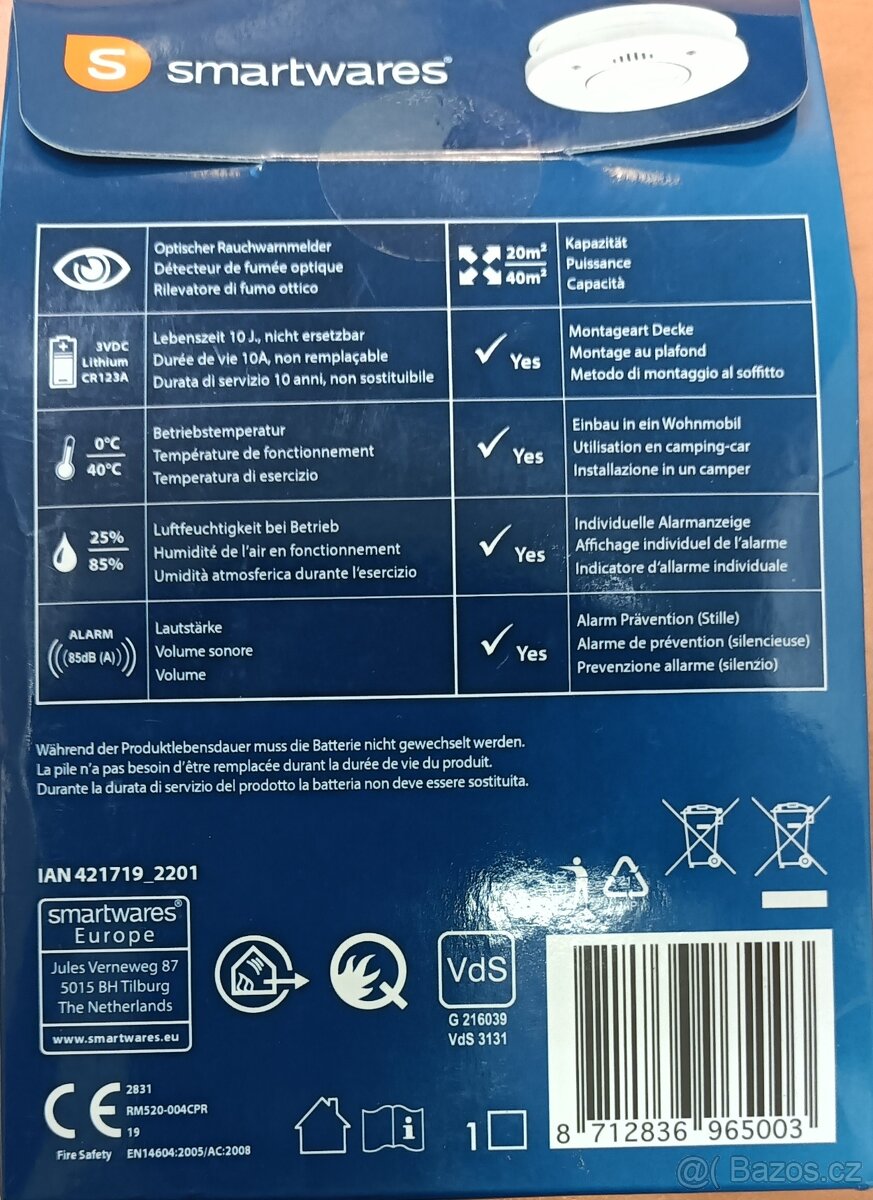 S smartwares®
Optischer Rauchwarnmelder
Détecteur de fumée optique
Rilevatore di fumo ottico
20m²
40m²
Kapazität
Puissance
Capacità
3VDC
Lithium
CR123A
Lebenszeit 10 J., nicht ersetzbar
Durée de vie 10A, non remplaçable
Durata di servizio 10 anni, non sostituibile
Yes
Montageart Decke
Montage au plafond
Metodo di montaggio al soffitto
0°C
40°C
Betriebstemperatur
Température de fonctionnement
Temperatura di esercizio
Yes
Einbau in ein Wohnmobil
Utilisation en camping-car
Installazione in un camper
25%
85%
Luftfeuchtigkeit bei Betrieb
Humidité de l'air en fonctionnement
Umidità atmosferica durante l'esercizio
Yes
Individuelle Alarmanzeige
Affichage individuel de l'alarme
Indicatore d'allarme individuale
ALARM
85dB (A)
Lautstärke
Volume sonore
Volume
Yes
Alarm Prävention (Stille)
Alarme de prévention (silencieuse)
Prevenzione allarme (silenzio)
Während der Produktlebensdauer muss die Batterie nicht gewechselt werden.
La pile n'a pas besoin d'être remplacée durant la durée de vie du produit.
Durante la durata di servizio del prodotto la batteria non deve essere sostituita.
IAN 421719_2201
smartwares®
Europe
Jules Verneweg 87
5015 BH Tilburg
The Netherlands
www.smartwares.eu
21
VdS
G 216039
VdS 3131
CE
2831
RM520-004CPR
19
Fire Safety EN14604:2005/AC:2008
i
1
8 712836 965003
@( Bazos.cz